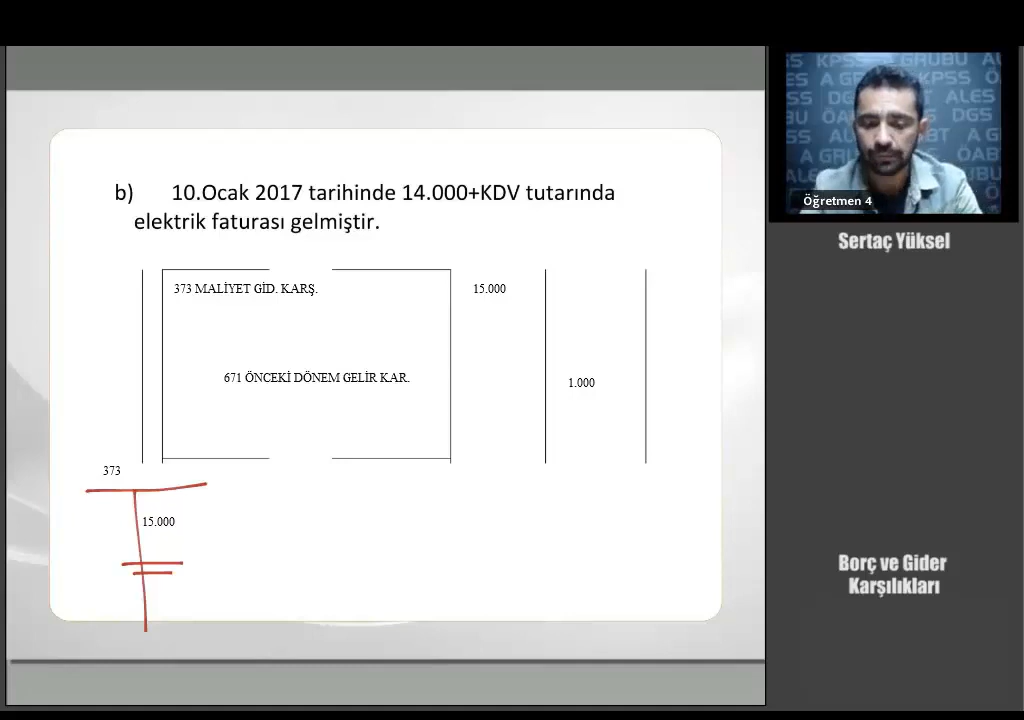 b) 10.Ocak 2017 tarihinde 14.000+KDV tutarında
elektrik faturası gelmiştir.
373 MALİYET GİD. KARŞ.
15.000
671 ÖNCEKİ DÖNEM GELİR KAR.
1.000
373
15.000
Öğretmen 4
Sertaç Yüksel
Borç ve Gider
Karşılıkları